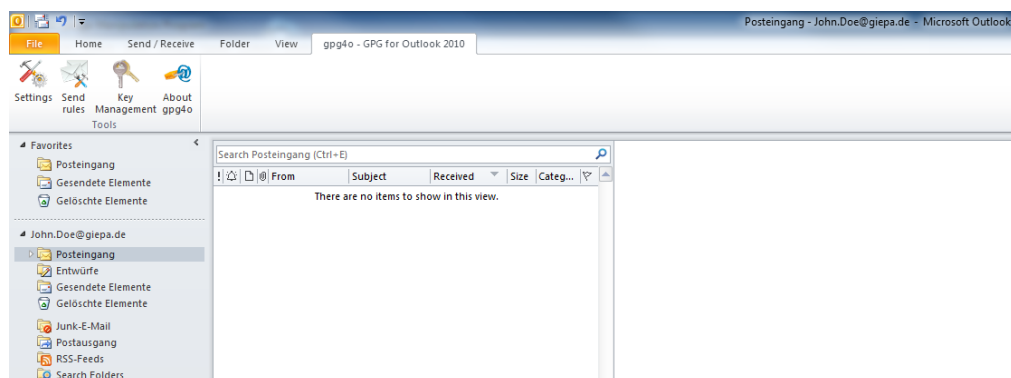 Posteingang - John.Doe@giepa.de - Microsoft Outlook
File Home Send / Receive Folder View gpg4o - GPG for Outlook 2010
Settings Send rules Key Management About gpg4o
Tools
Favorites
Posteingang
Gesendete Elemente
Gelöschte Elemente
John.Doe@giepa.de
Posteingang
Entwürfe
Gesendete Elemente
Gelöschte Elemente
Junk-E-Mail
Postausgang
RSS-Feeds
Search Folders
Search Posteingang (Ctrl+E)
! From Subject Received Size Categ...
There are no items to show in this view.